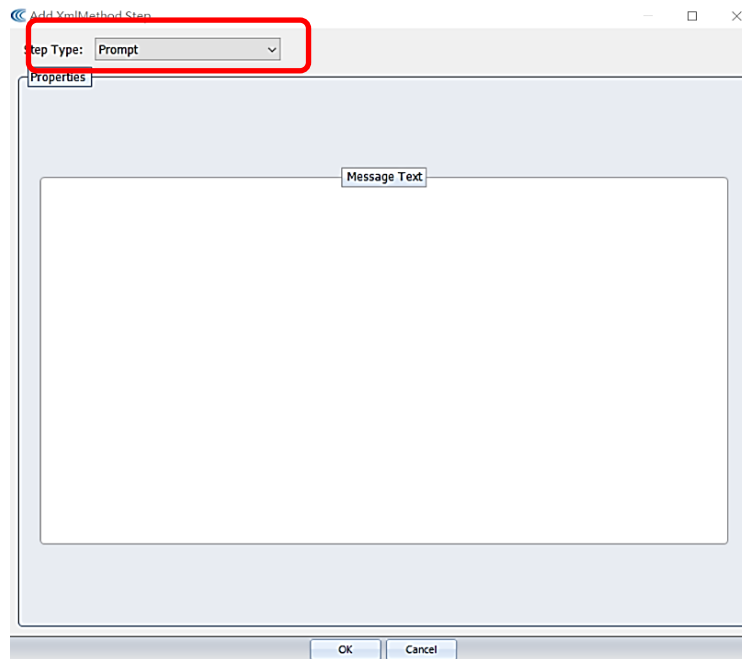 Add XmlMethod Step
Step Type: Prompt
Properties
Message Text
OK Cancel